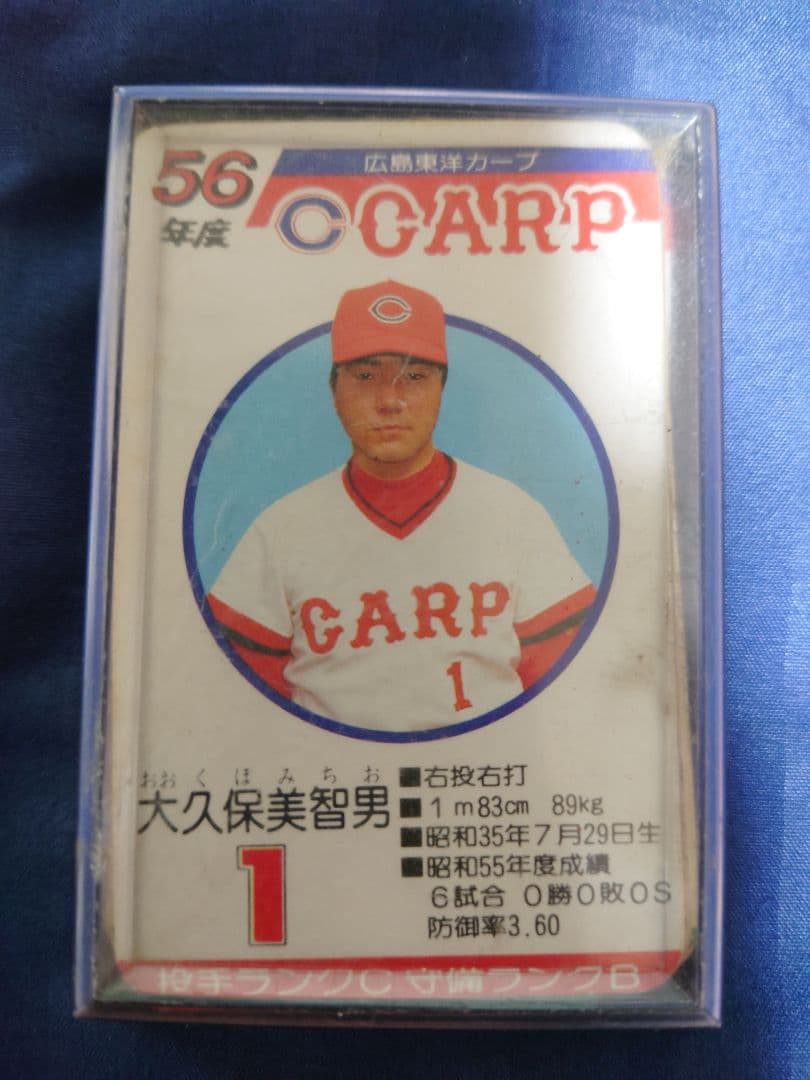 56
年度
広島東洋カープ
C CARP
C
CARP
1
おおくほみちお
大久保美智男
1
■右投右打
■1m83cm 89kg
■昭和35年7月29日生
■昭和55年度成績
6試合 0勝0敗0S
防御率3.60
投手ランクC 守備ランクB